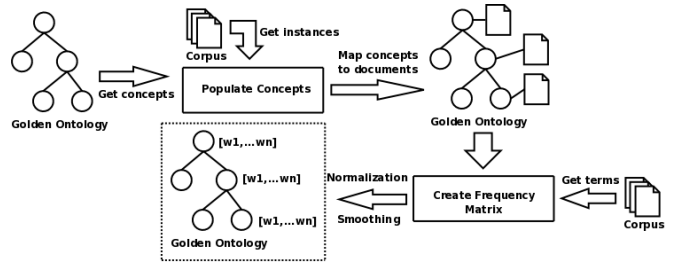 Corpus
Get instances
Get concepts
Populate Concepts
Map concepts
to documents
Golden Ontology
Golden Ontology
[w1,...wn]
[w1,...wn]
[w1,...wn]
Golden Ontology
Normalization
Smoothing
Create Frequency
Matrix
Get terms
Corpus